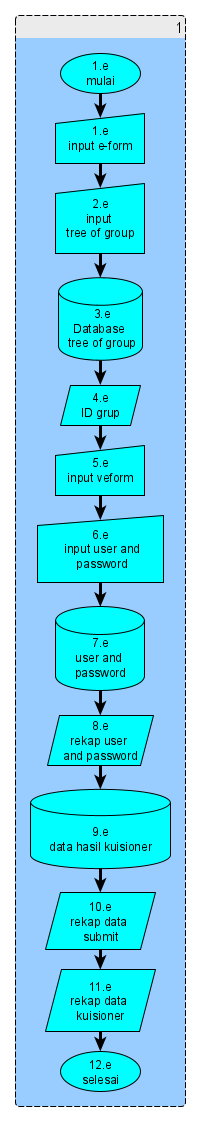 1
1.e
mulai
1.e
input e-form
2.e
input
tree of group
3.e
Database
tree of group
4.e
ID grup
5.e
input veform
6.e
input user and
password
7.e
user and
password
8.e
rekap user
and password
9.e
data hasil kuisioner
10.e
rekap data
submit
11.e
rekap data
kuisioner
12.e
selesai